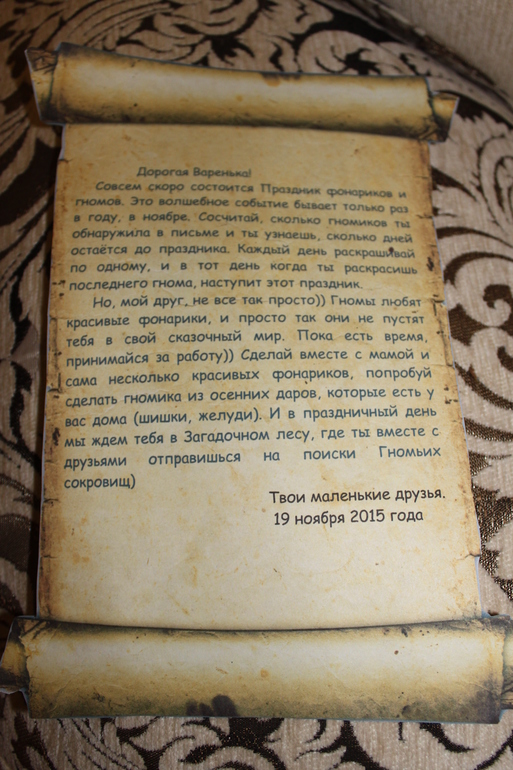 Дорогая Варенька!
Совсем скоро состоится Праздник фонариков и
гномов. Это волшебное событие бывает только раз
в году, в ноябре. Сосчитай, сколько гномиков ты
обнаружила в письме и ты узнаешь, сколько дней
остаётся до праздника. Каждый день раскрашивай
по одному, и в тот день когда ты раскрасишь
последнего гнома, наступит этот праздник.
Но, мой друг, не все так просто)) Гномы любят
красивые фонарики, и просто так они не пустят
тебя в свой сказочный мир. Пока есть время,
принимайся за работу)) Сделай вместе с мамой и
сама несколько красивых фонариков, попробуй
сделать гномика из осенних даров, которые есть у
вас дома (шишки, желуди). И в праздничный день
мы ждем тебя в Загадочном лесу, где ты вместе с
друзьями отправишься на поиски Гномьих
сокровищ)
Твои маленькие друзья.
19 ноября 2015 года